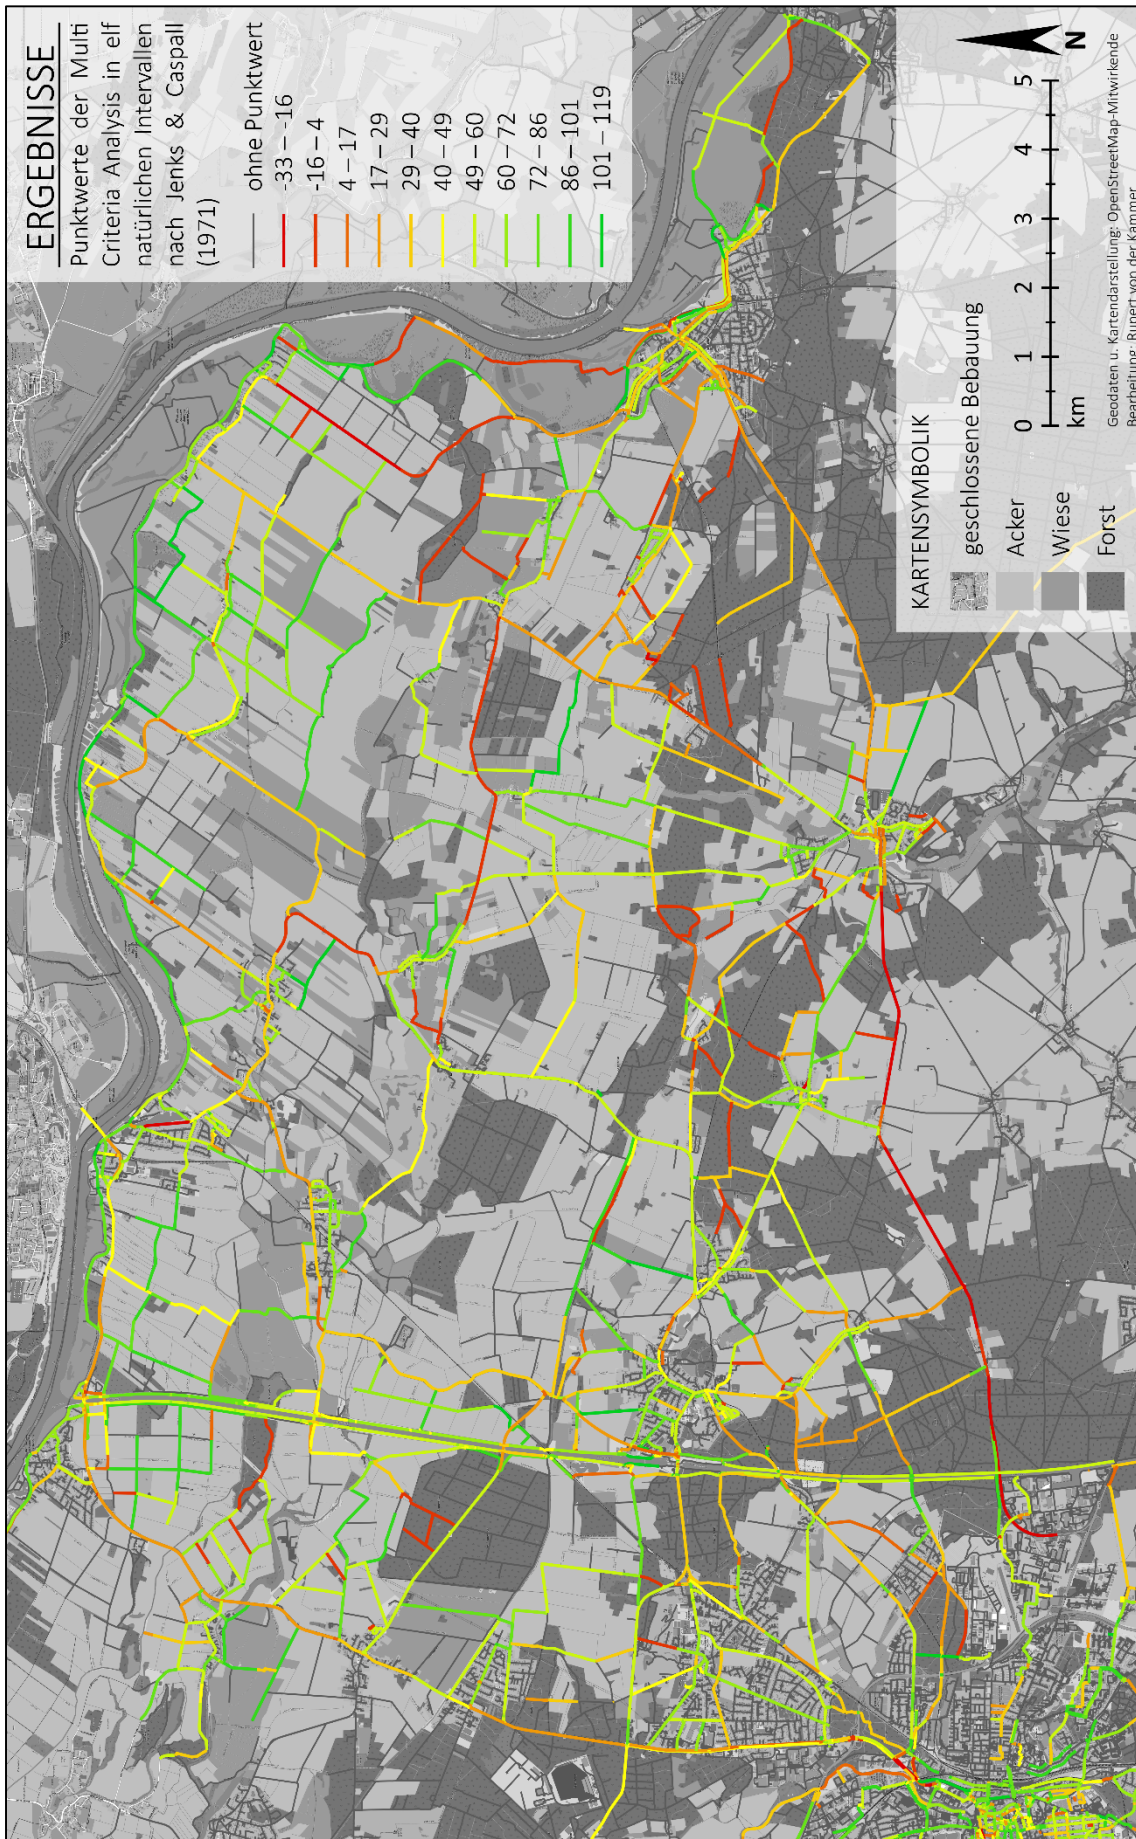 ERGEBNISSE
Punktwerte der Multi
Criteria Analysis in elf
natürlichen Intervallen
nach Jenks & Caspall
(1971)
ohne Punktwert
-33 – -16
-16 – 4
4 – 17
17 – 29
29 – 40
40 – 49
49 – 60
60 – 72
72 – 86
86 – 101
101 – 119
KARTENSYMBOLIK
geschlossene Bebauung
Acker
Wiese
Forst
0 1 2 3 4 5
km
N
Geodaten u. Kartendarstellung: OpenStreetMap-Mitwirkende
Bearbeitung: Rupert von der Kammer